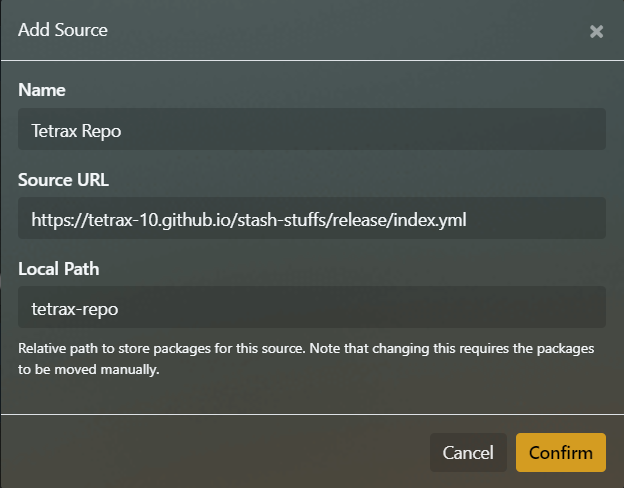 Add Source
×
Name
Tetrax Repo
Source URL
https://tetrax-10.github.io/stash-stuffs/release/index.yml
Local Path
tetrax-repo
Relative path to store packages for this source. Note that changing this requires the packages
to be moved manually.
Cancel Confirm